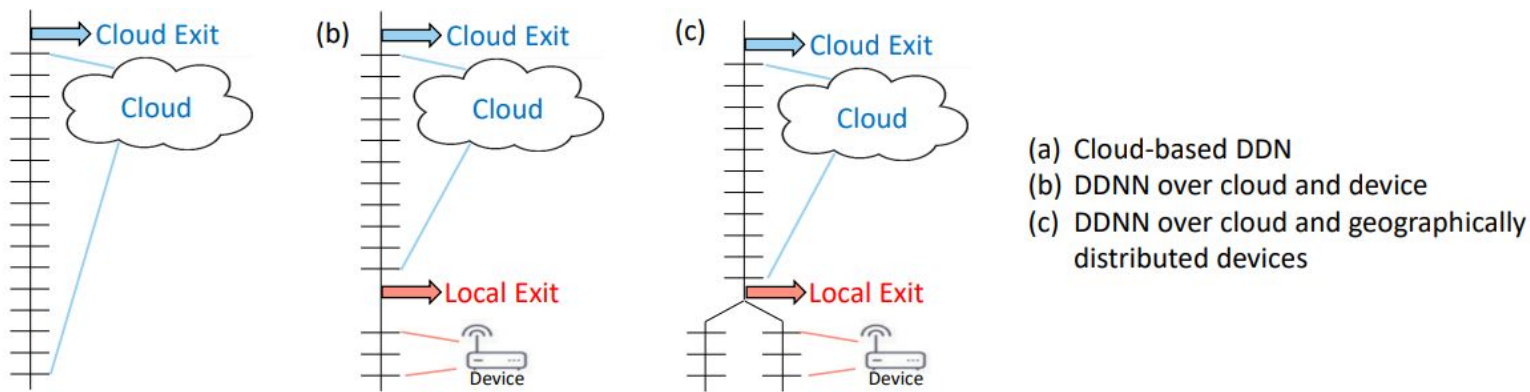 Cloud Exit
Cloud
(b)
Cloud Exit
Cloud
Local Exit
Device
(c)
Cloud Exit
Cloud
Local Exit
Device
(a) Cloud-based DDN
(b) DDNN over cloud and device
(c) DDNN over cloud and geographically
distributed devices